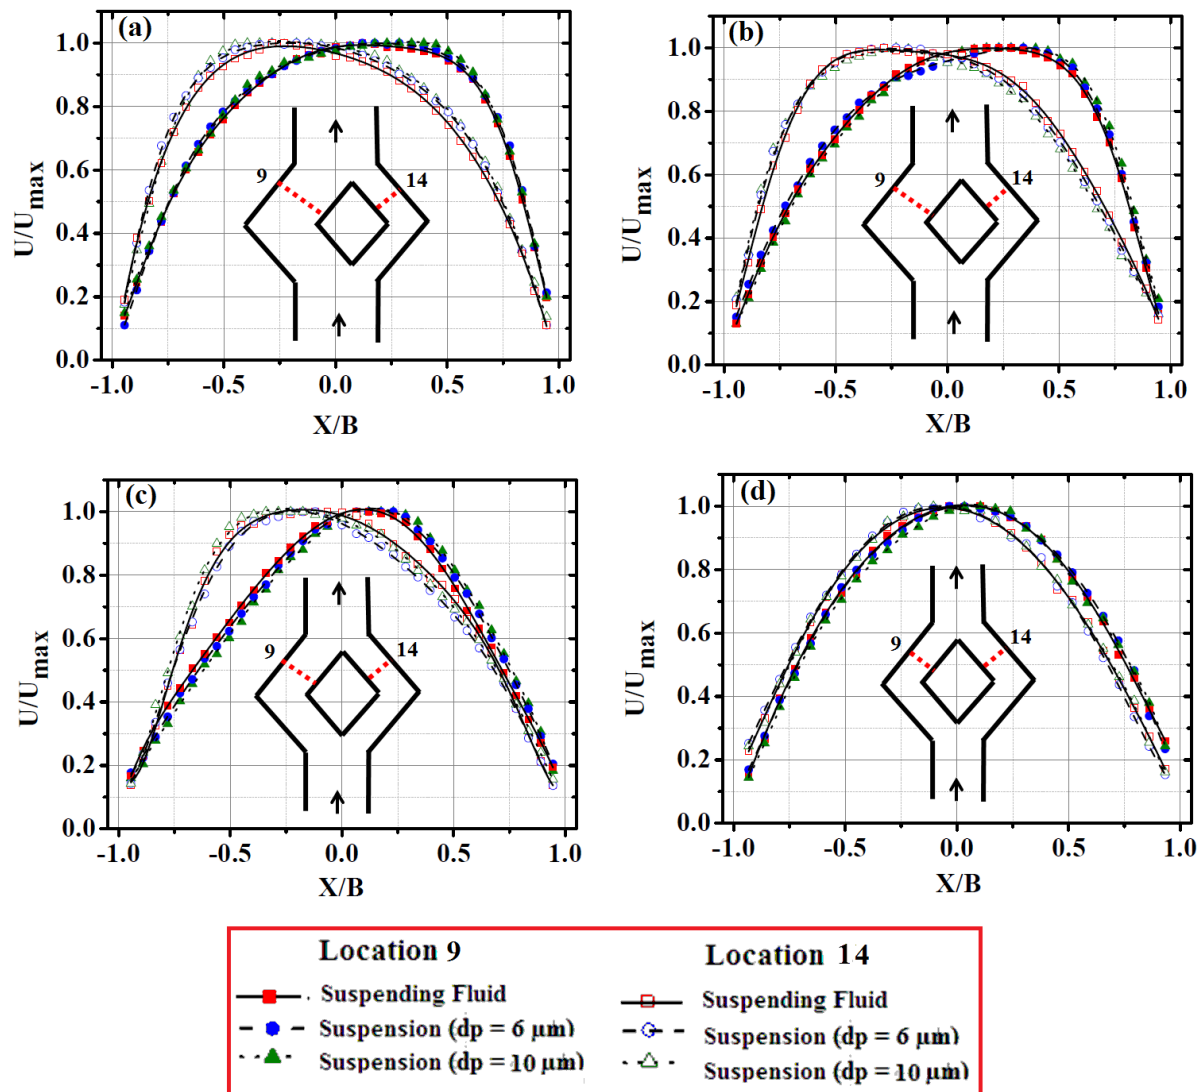 (a)
1.0
0.8
0.6
0.4
0.2
0.0
U/Umax
9
14
-1.0 -0.5 0.0 0.5 1.0
X/B
(b)
1.0
0.8
0.6
0.4
0.2
0.0
U/Umax
9
14
-1.0 -0.5 0.0 0.5 1.0
X/B
(c)
1.0
0.8
0.6
0.4
0.2
0.0
U/Umax
9
14
-1.0 -0.5 0.0 0.5 1.0
X/B
(d)
1.0
0.8
0.6
0.4
0.2
0.0
U/Umax
9
14
-1.0 -0.5 0.0 0.5 1.0
X/B
Location 9
Suspending Fluid
Suspension (dp = 6 µm)
Suspension (dp = 10 µm)
Location 14
Suspending Fluid
Suspension (dp = 6 µm)
Suspension (dp = 10 µm)